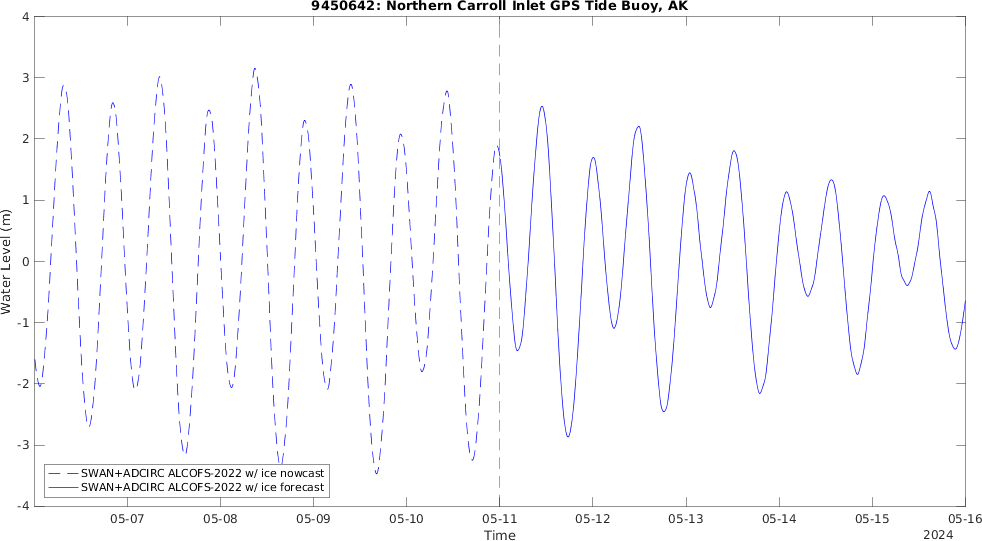 9450642: Northern Carroll Inlet GPS Tide Buoy, AK
4
3
2
1
0
-1
-2
-3
-4
Water Level (m)
SWAN+ADCIRC ALCOFS-2022 w/ ice nowcast
SWAN+ADCIRC ALCOFS-2022 w/ ice forecast
05-07 05-08 05-09 05-10 05-11 05-12 05-13 05-14 05-15 05-16
Time
2024